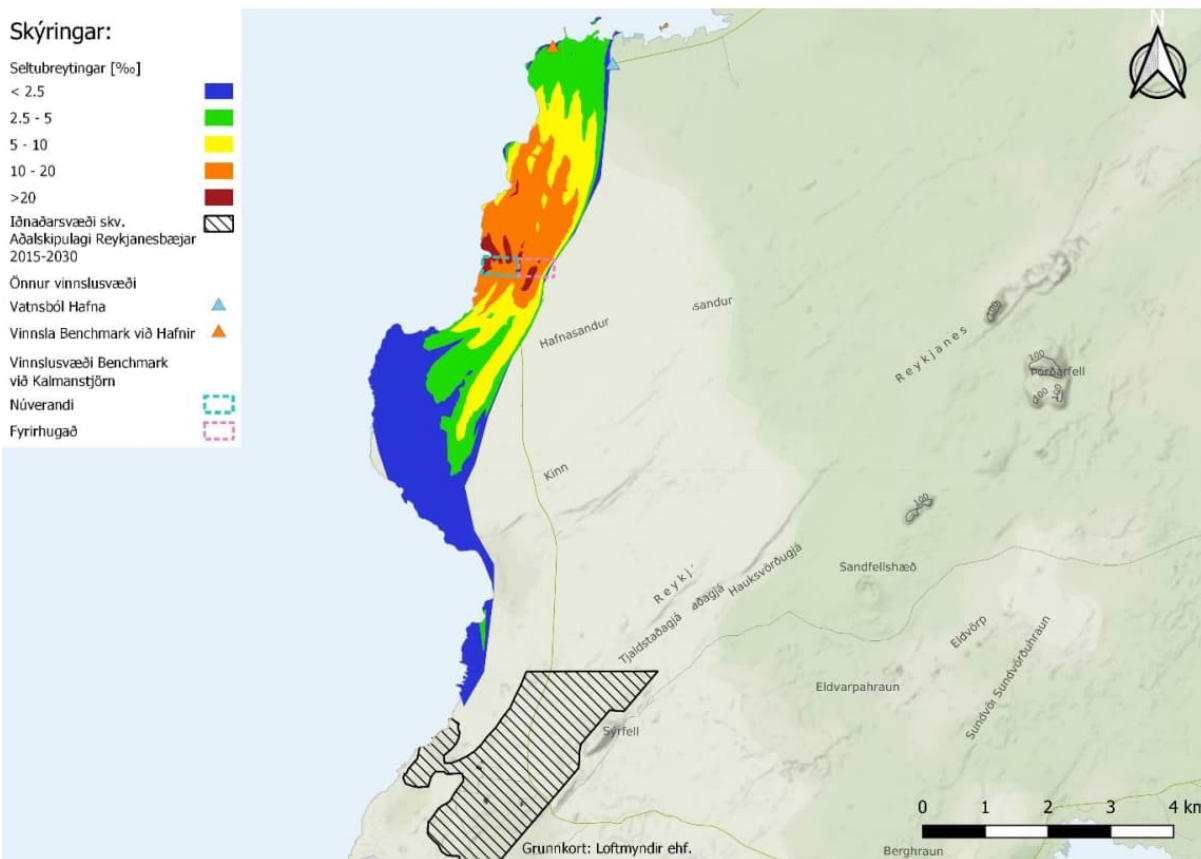 Skýringar:
Seltubreytingar [‰]
< 2.5
2.5 - 5
5 - 10
10 - 20
>20
Iðnaðarsvæði skv.
Aðalskipulagi Reykjanesbæjar
2015-2030
Önnur vinnslusvæði
Vatnsból Hafna
Vinnsla Benchmark við Hafnir
Vinnslusvæði Benchmark
við Kalmanstjörn
Núverandi
Fyrirhugað
N
Hafnasandur
sandur
Reykjanes
100
100
Þórðarfell
100
100
Kinn
100
Reykj
Tjaldstaðagjá
aðagjá
Hauksvörðugjá
Sandfellshæð
Eldvörp
Eldvarpahraun
Sundvör
Sundvörðuhraun
Sýrfell
0 1 2 3 4 km
Grunnkort: Loftmyndir ehf.
Berghraun